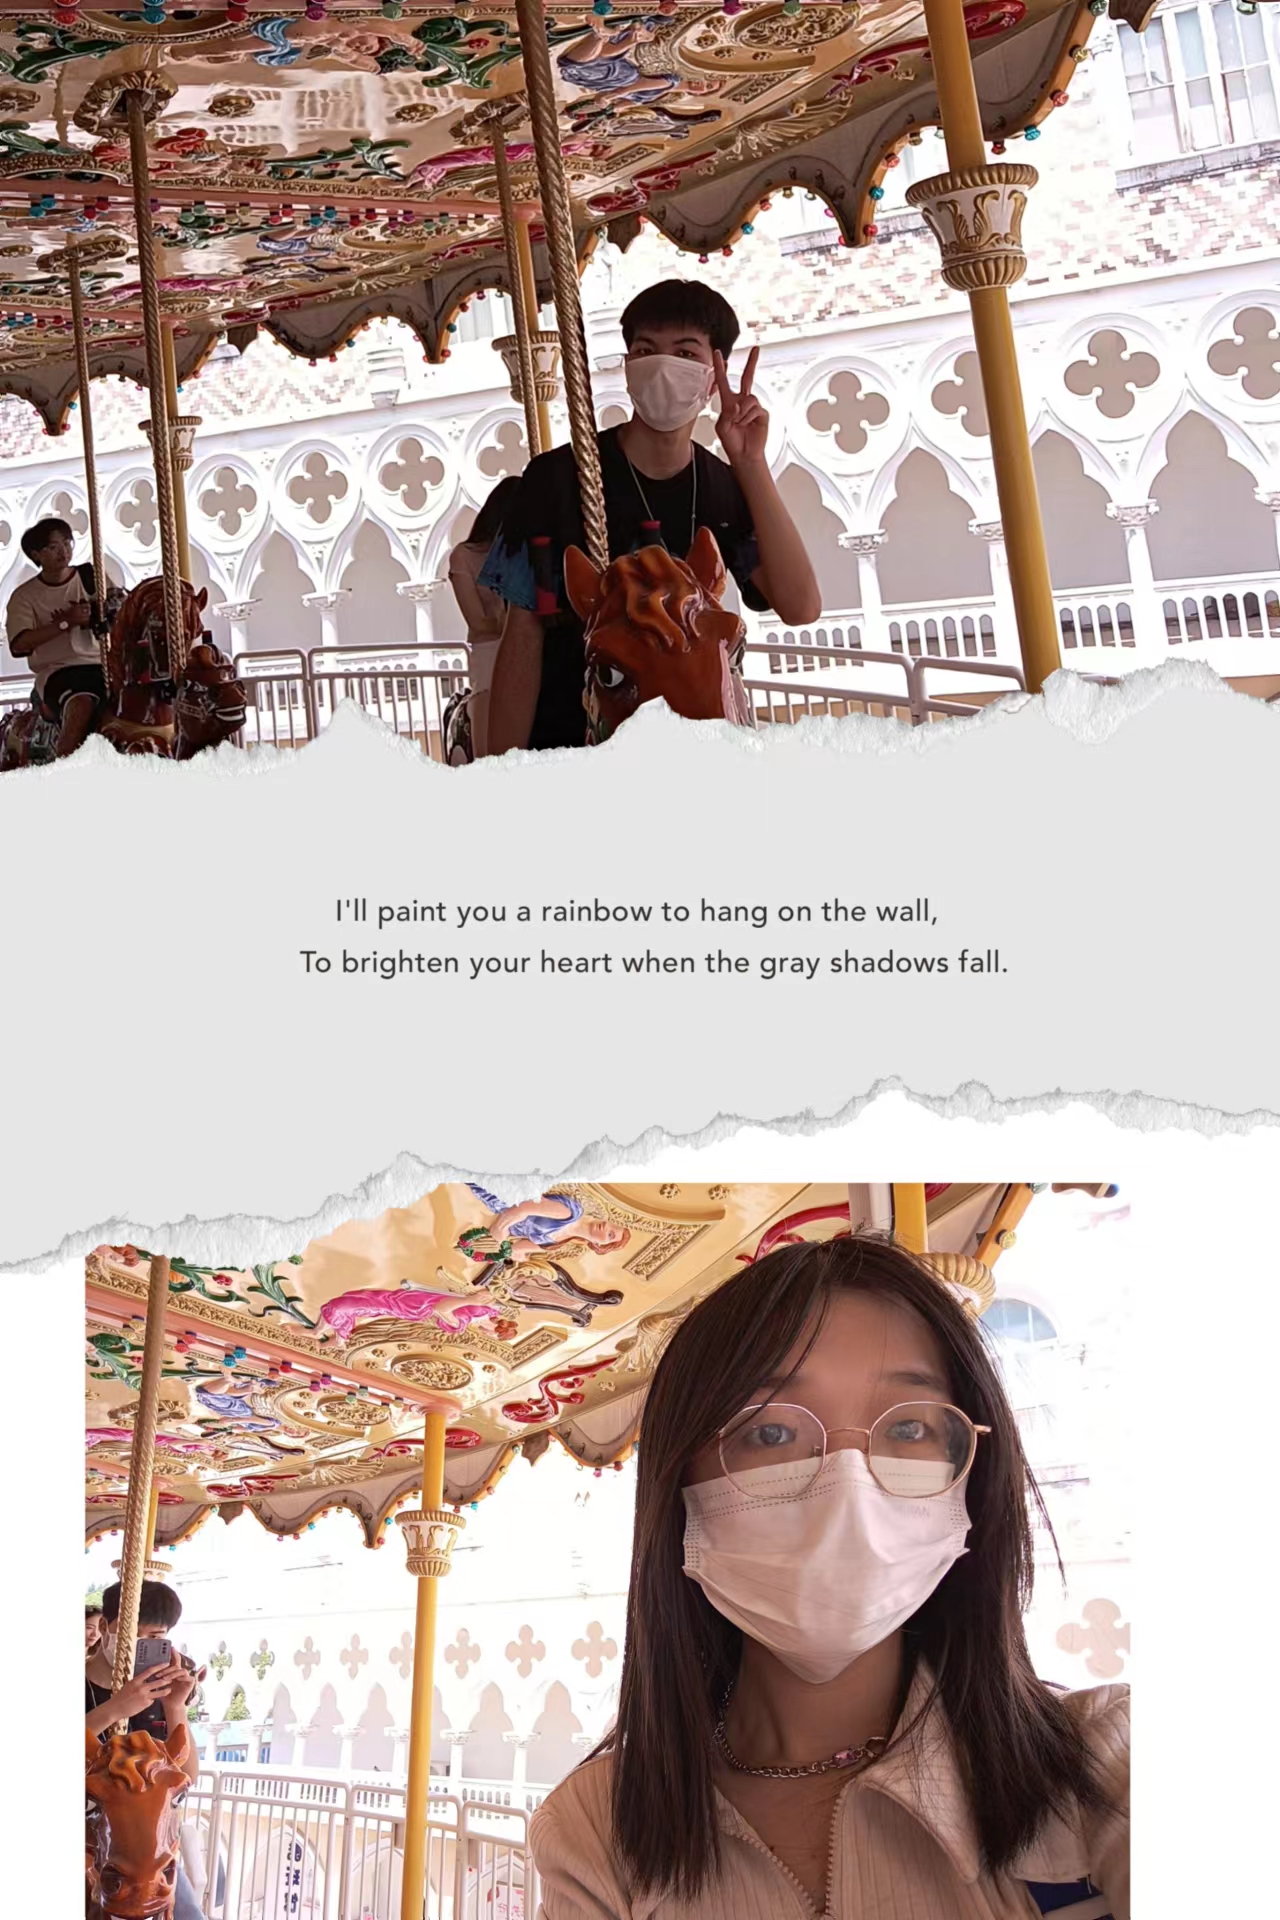 I'll paint you a rainbow to hang on the wall,
To brighten your heart when the gray shadows fall.